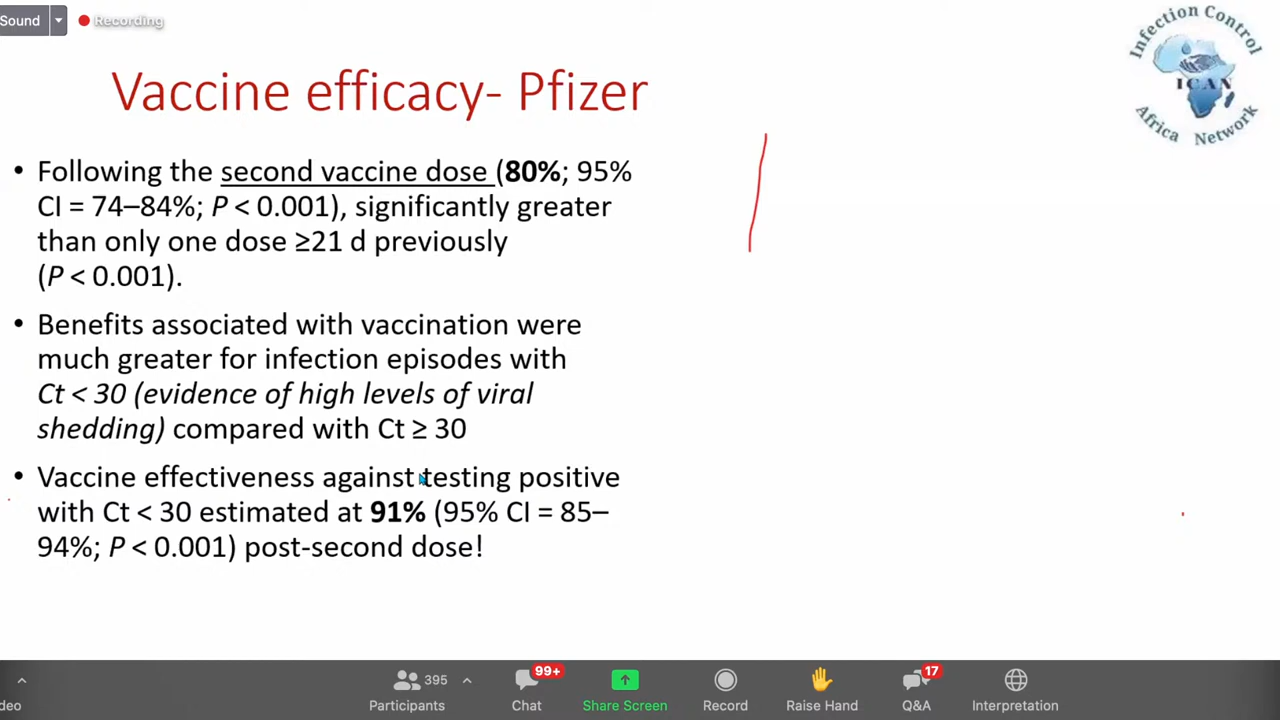 Sound
Recording
Infection Control
ICAN
Africa Network
Vaccine efficacy- Pfizer
• Following the second vaccine dose (80%; 95%
CI = 74–84%; P < 0.001), significantly greater
than only one dose ≥21 d previously
(P < 0.001).
• Benefits associated with vaccination were
much greater for infection episodes with
Ct < 30 (evidence of high levels of viral
shedding) compared with Ct ≥ 30
• Vaccine effectiveness against testing positive
with Ct < 30 estimated at 91% (95% CI = 85–
94%; P < 0.001) post-second dose!
395
99+
17
deo
Participants
Chat
Share Screen
Record
Raise Hand
Q&A
Interpretation